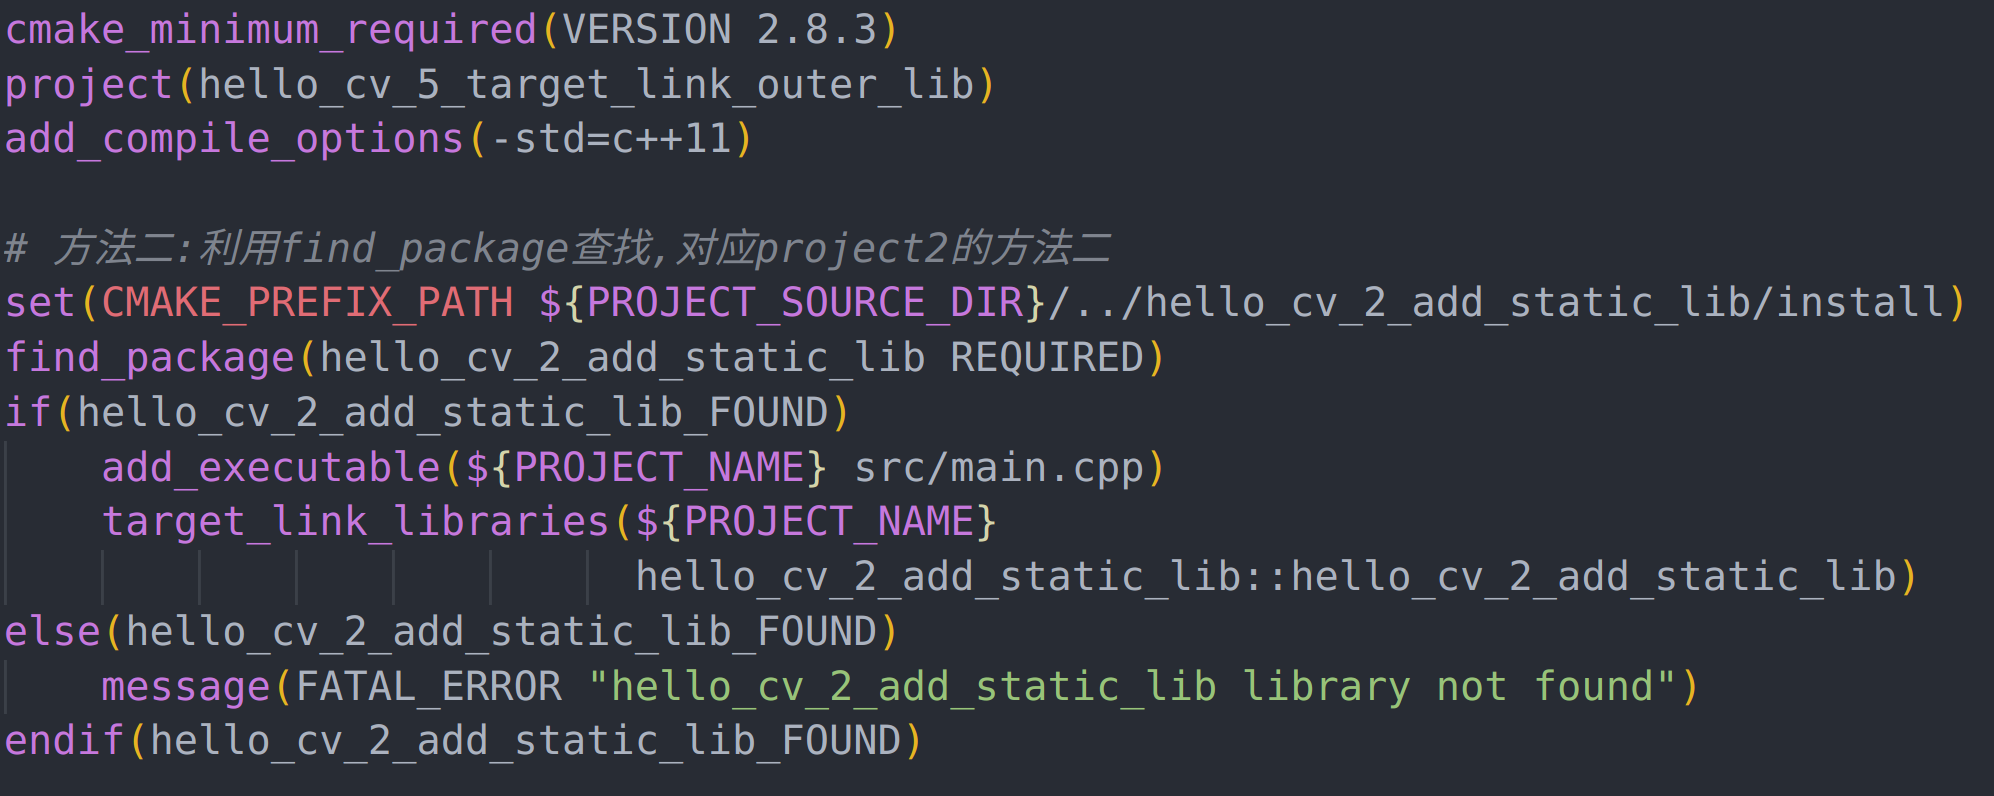 cmake_minimum_required(VERSION 2.8.3)
project(hello_cv_5_target_link_outer_lib)
add_compile_options(-std=c++11)
# 方法二:利用find_package查找,对应project2的方法二
set(CMAKE_PREFIX_PATH ${PROJECT_SOURCE_DIR}/../hello_cv_2_add_static_lib/install)
find_package(hello_cv_2_add_static_lib REQUIRED)
if(hello_cv_2_add_static_lib_FOUND)
    add_executable(${PROJECT_NAME} src/main.cpp)
    target_link_libraries(${PROJECT_NAME}
                          hello_cv_2_add_static_lib::hello_cv_2_add_static_lib)
else(hello_cv_2_add_static_lib_FOUND)
    message(FATAL_ERROR "hello_cv_2_add_static_lib library not found")
endif(hello_cv_2_add_static_lib_FOUND)